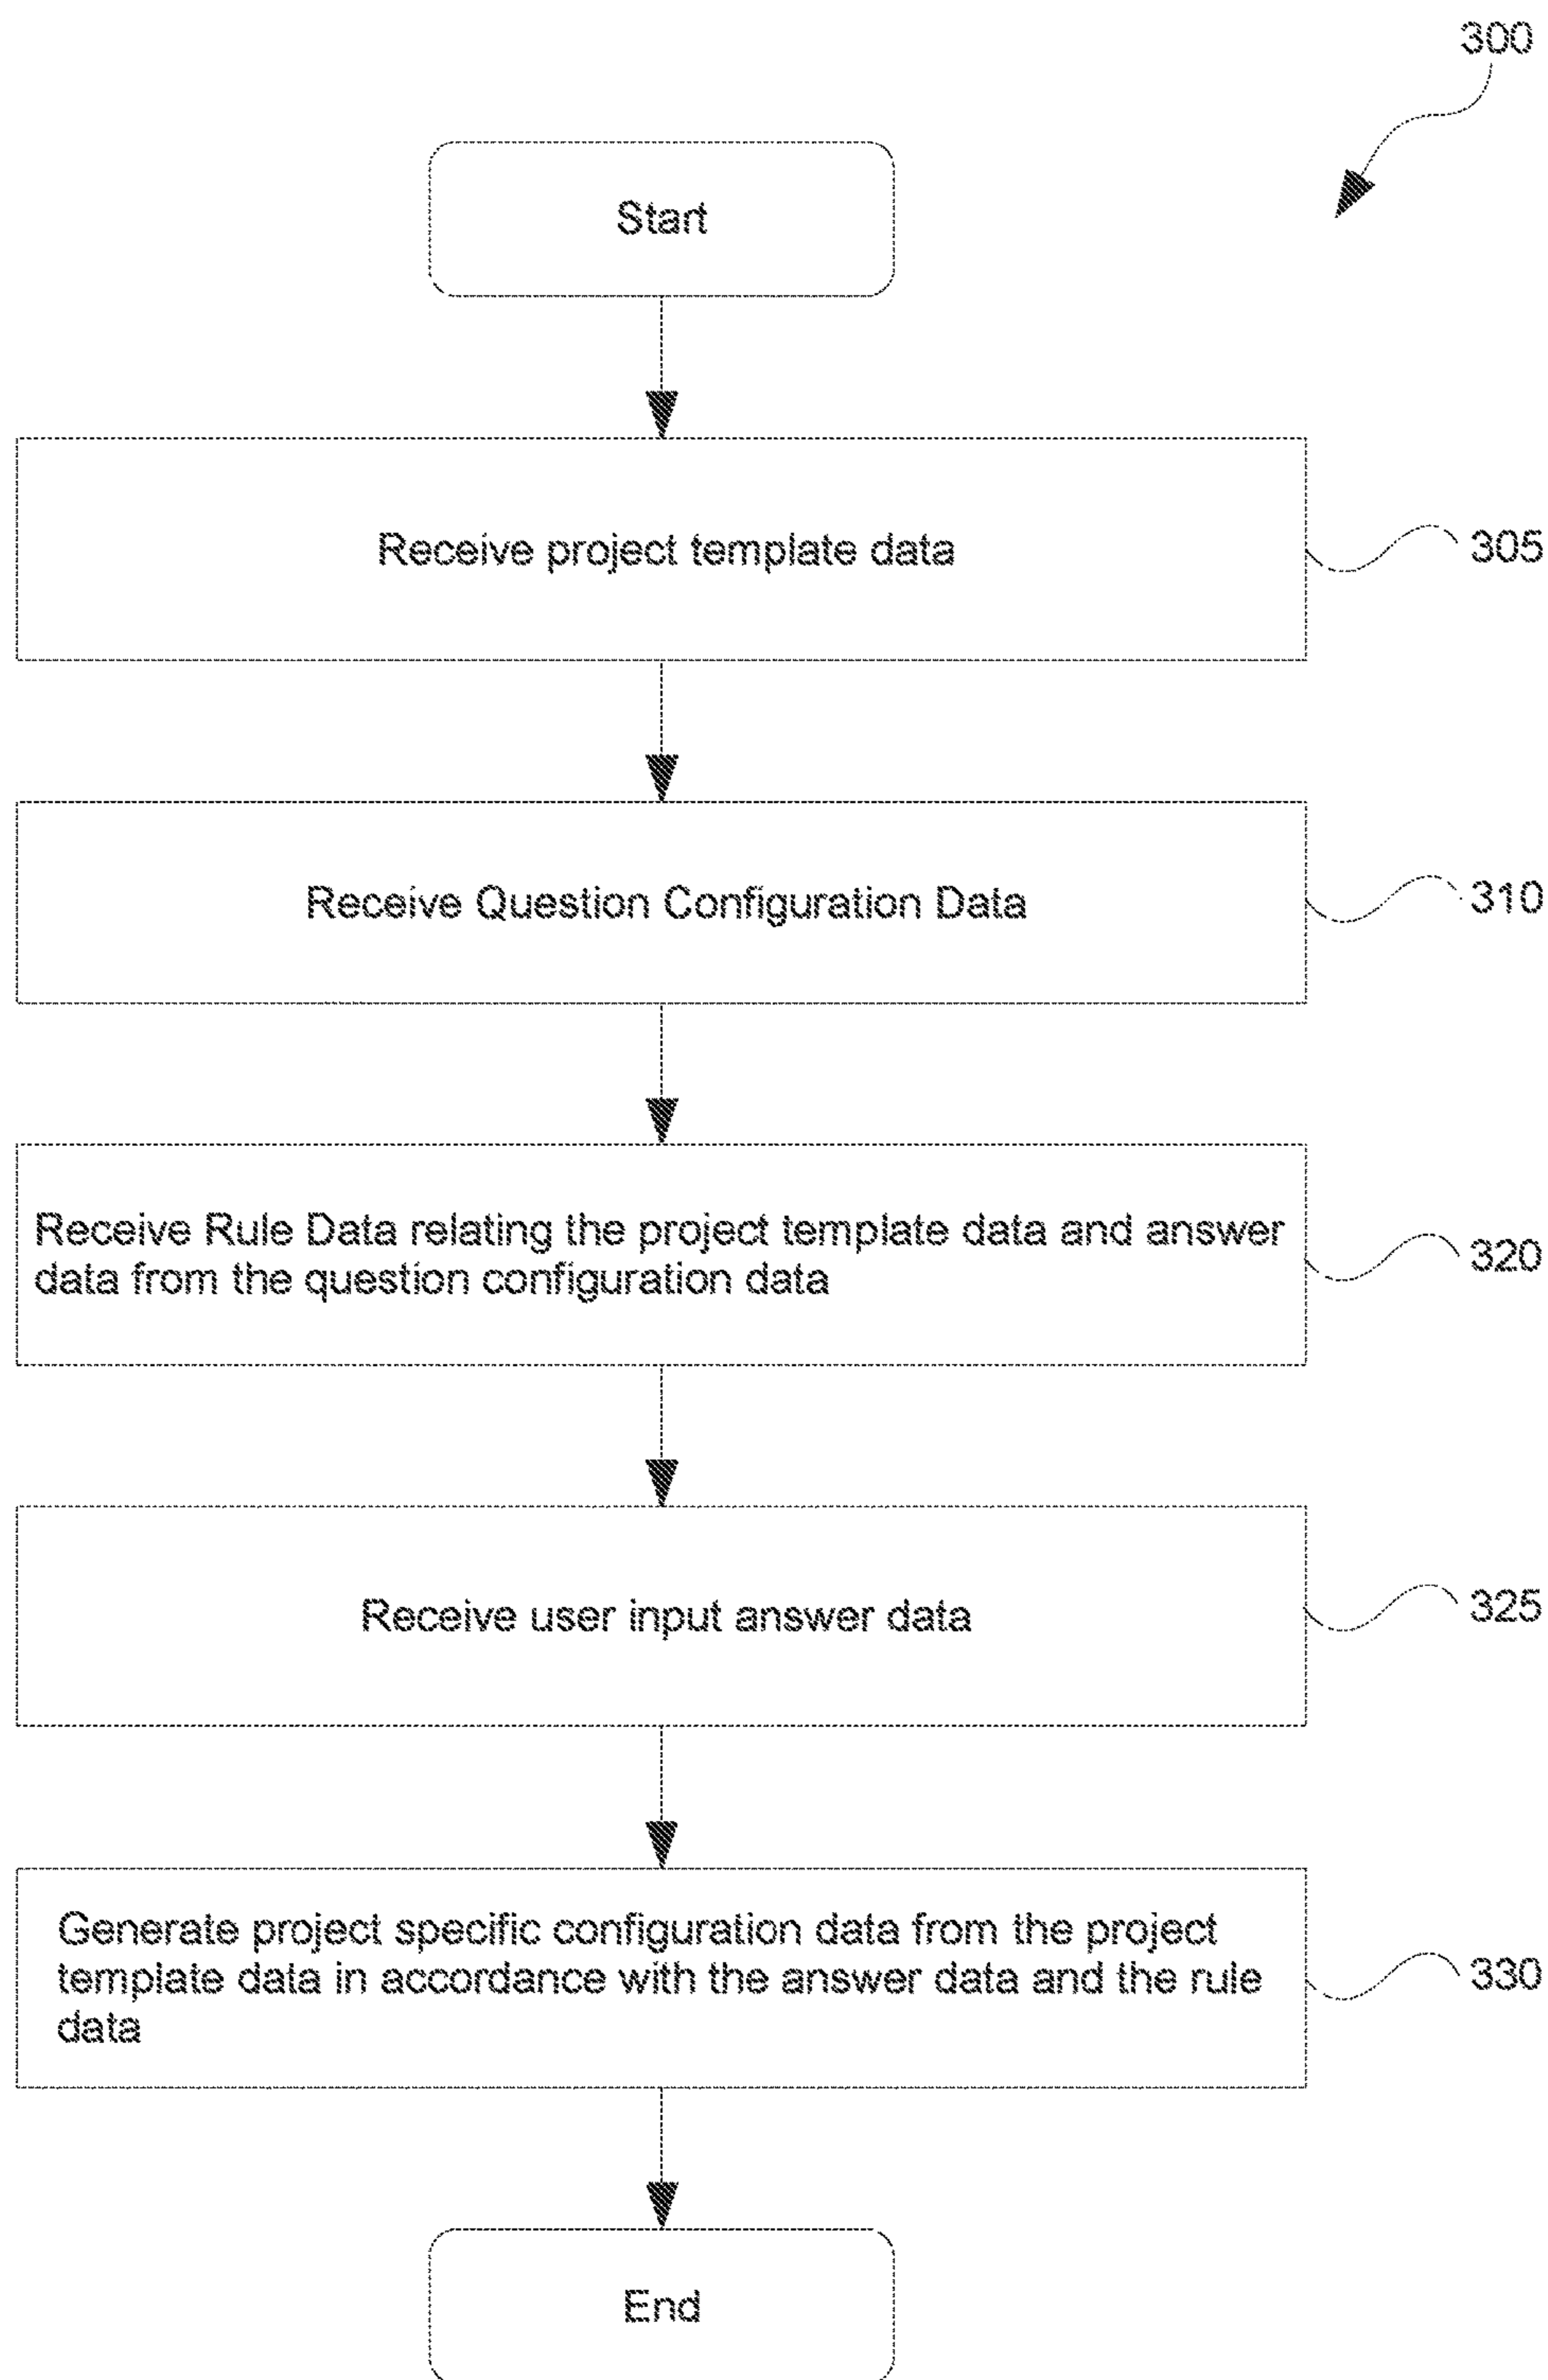 300
Start
Receive project template data
305
Receive Question Configuration Data
310
Receive Rule Data relating the project template data and answer
data from the question configuration data
320
Receive user input answer data
325
Generate project specific configuration data from the project
template data in accordance with the answer data and the rule
data
330
End